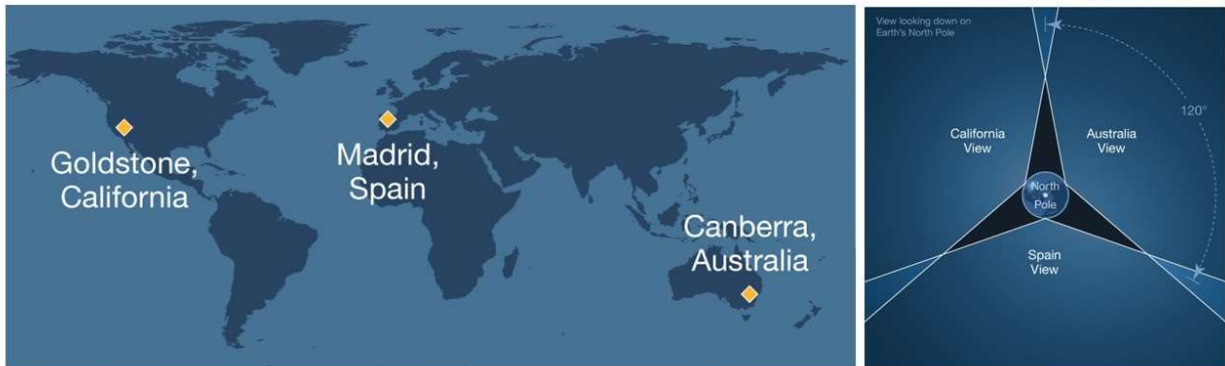 Goldstone,
California
Madrid,
Spain
Canberra,
Australia
View looking down on
Earth's North Pole
120°
California
View
Australia
View
North
Pole
Spain
View